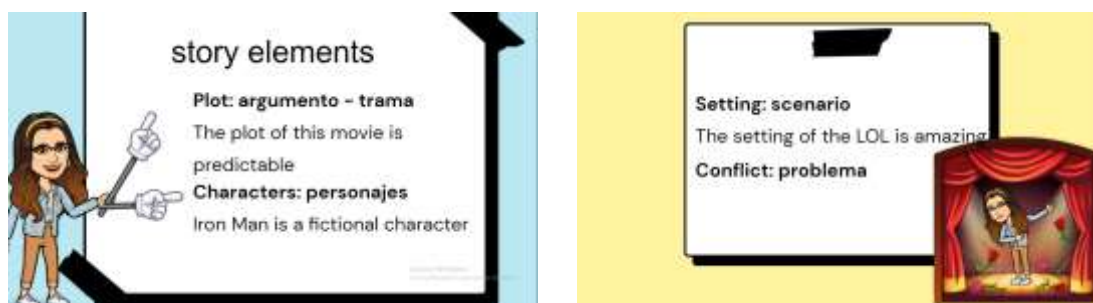 story elements
Plot: argumento - trama
The plot of this movie is
predictable
Characters: personajes
Iron Man is a fictional character
Setting: scenario
The setting of the LOL is amazing
Conflict: problema